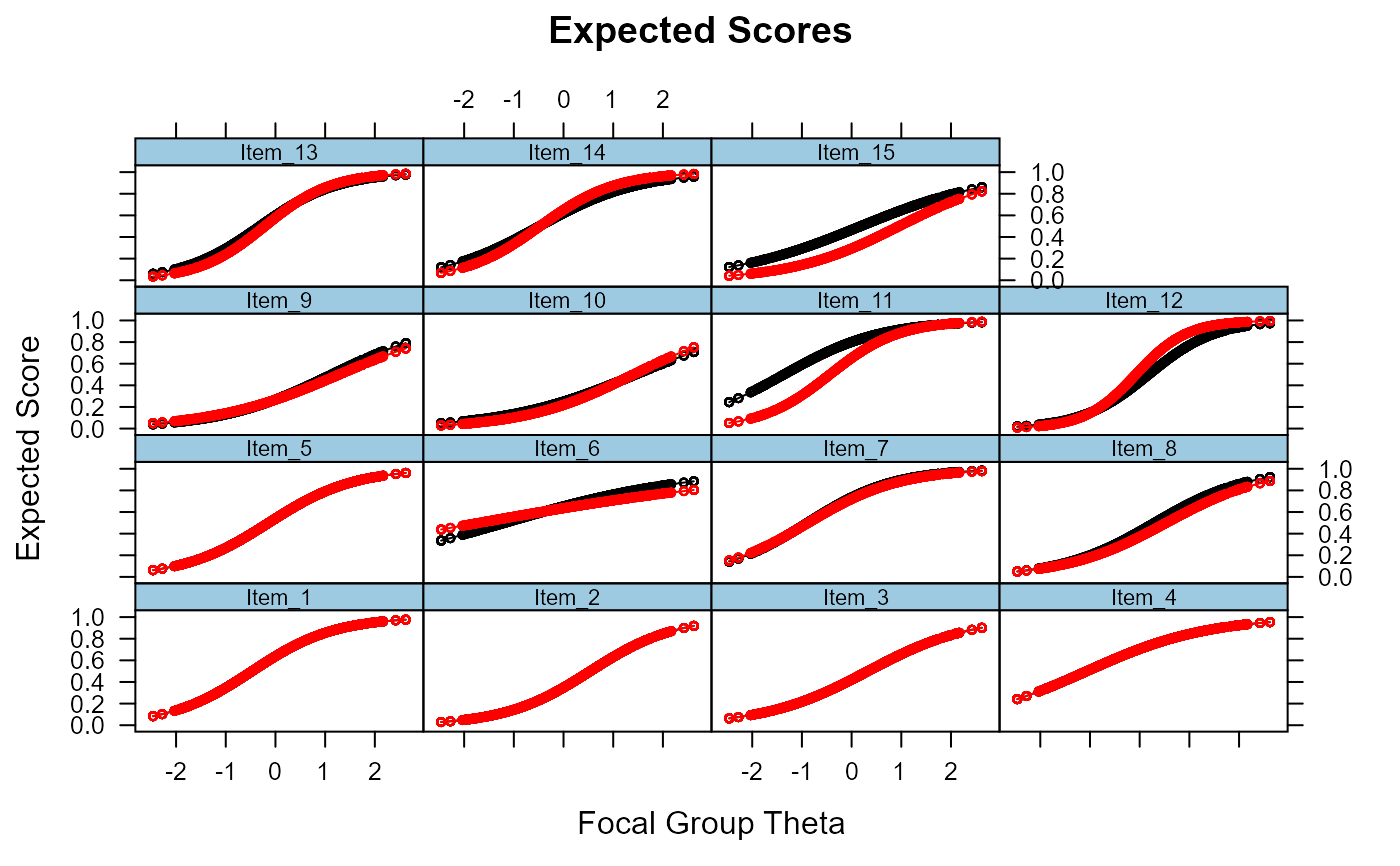 Expected Scores
-2 -1 0 1 2
Item_13 Item_14 Item_15
1.0
0.8
0.6
0.4
0.2
0.0
Item_9 Item_10 Item_11 Item_12
1.0
0.8
0.6
0.4
0.2
0.0
Expected Score
Item_5 Item_6 Item_7 Item_8
1.0
0.8
0.6
0.4
0.2
0.0
Item_1 Item_2 Item_3 Item_4
1.0
0.8
0.6
0.4
0.2
0.0
-2 -1 0 1 2 -2 -1 0 1 2
Focal Group Theta